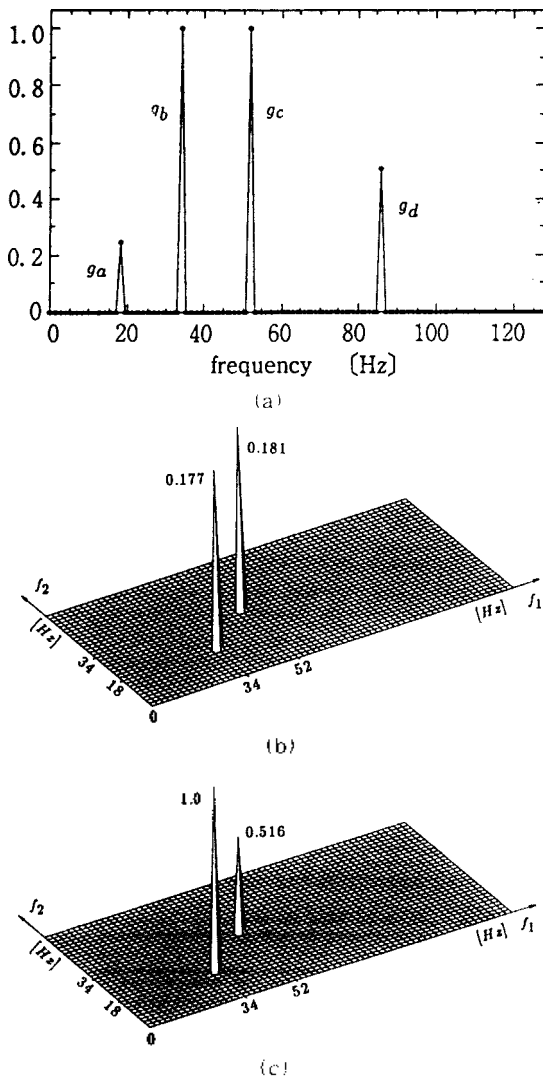 1.0
q_b
g_c
0.8
0.6
g_d
0.4
g_a
0.2
0
0 20 40 60 80 100 120
frequency [Hz]
(a)
0.181
0.177
f_2
[Hz]
34
18
0
34
52
[Hz]
f_1
(b)
1.0
0.516
f_2
[Hz]
34
18
0
34
52
[Hz]
f_1
(c)